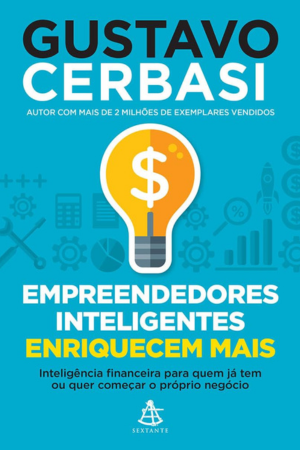 GUSTAVO
CERBASI
AUTOR COM MAIS DE 2 MILHÕES DE EXEMPLARES VENDIDOS
$
%
EMPREENDEDORES
INTELIGENTES
ENRIQUECEM MAIS
Inteligência financeira para quem já tem
ou quer começar o próprio negócio
SEXTANTE